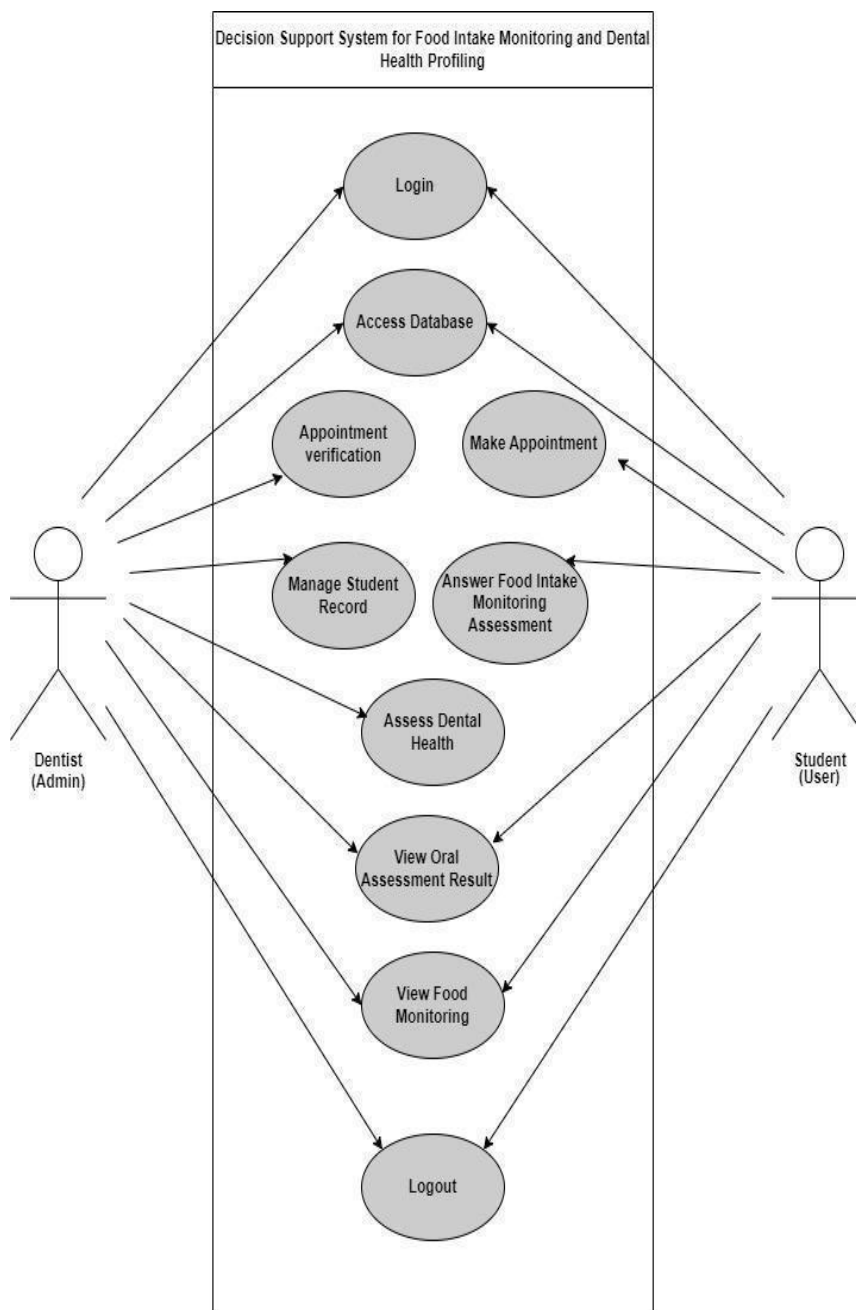 Decision Support System for Food Intake Monitoring and Dental
Health Profiling
Login
Access Database
Appointment
verification
Make Appointment
Manage Student
Record
Answer Food Intake
Monitoring
Assessment
Assess Dental
Health
Dentist
(Admin)
Student
(User)
View Oral
Assessment Result
View Food
Monitoring
Logout